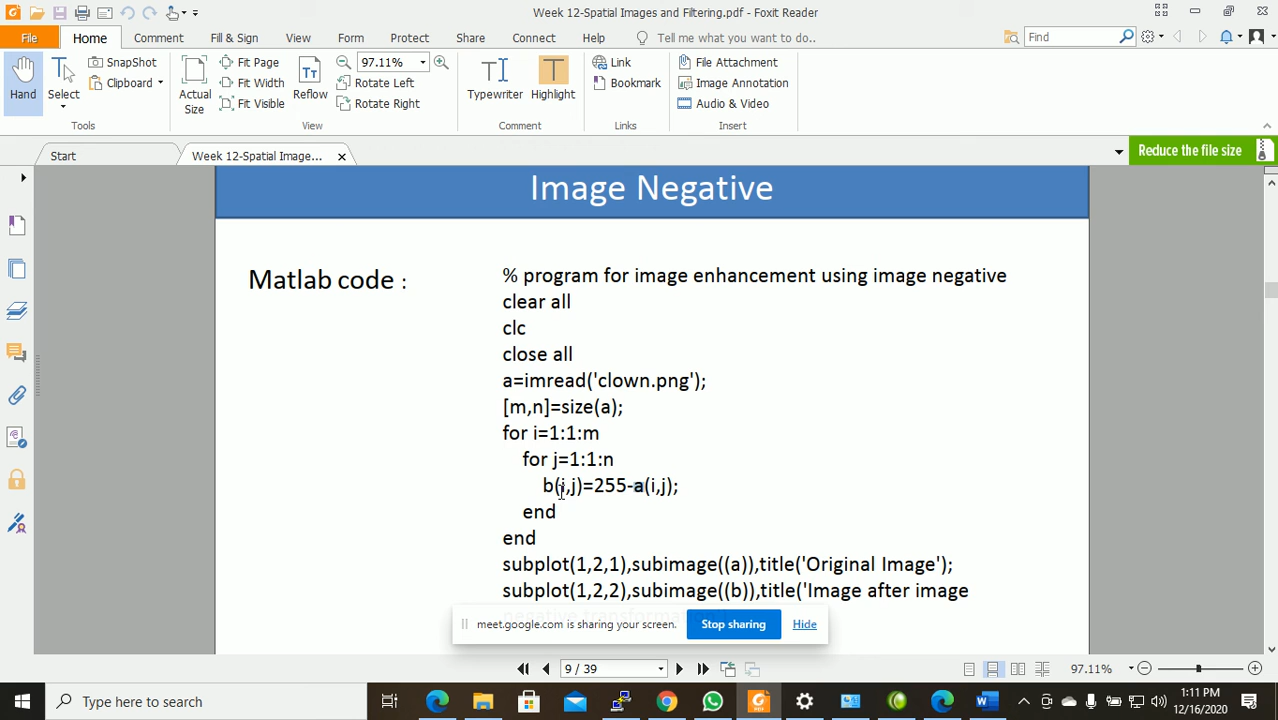 Week 12-Spatial Images and Filtering.pdf - Foxit Reader
File Home Comment Fill & Sign View Form Protect Share Connect Help Tell me what you want to do.. Find
Hand
Select
SnapShot
Clipboard
Tools
Actual Size
Fit Page
Fit Width
Fit Visible
Reflow
97.11%
Rotate Left
Rotate Right
View
Typewriter
Highlight
Comment
Link
Bookmark
Links
File Attachment
Image Annotation
Audio & Video
Insert
Start
Week 12-Spatial Image...
Reduce the file size
Image Negative
Matlab code :
% program for image enhancement using image negative
clear all
clc
close all
a=imread('clown.png');
[m,n]=size(a);
for i=1:1:m
for j=1:1:n
b(i,j)=255-a(i,j);
end
end
subplot(1,2,1),subimage((a)),title('Original Image');
subplot(1,2,2),subimage((b)),title('Image after image
negative transformation
meet.google.com is sharing your screen. Stop sharing Hide
9 / 39
97.11%
Type here to search
1:11 PM
12/16/2020